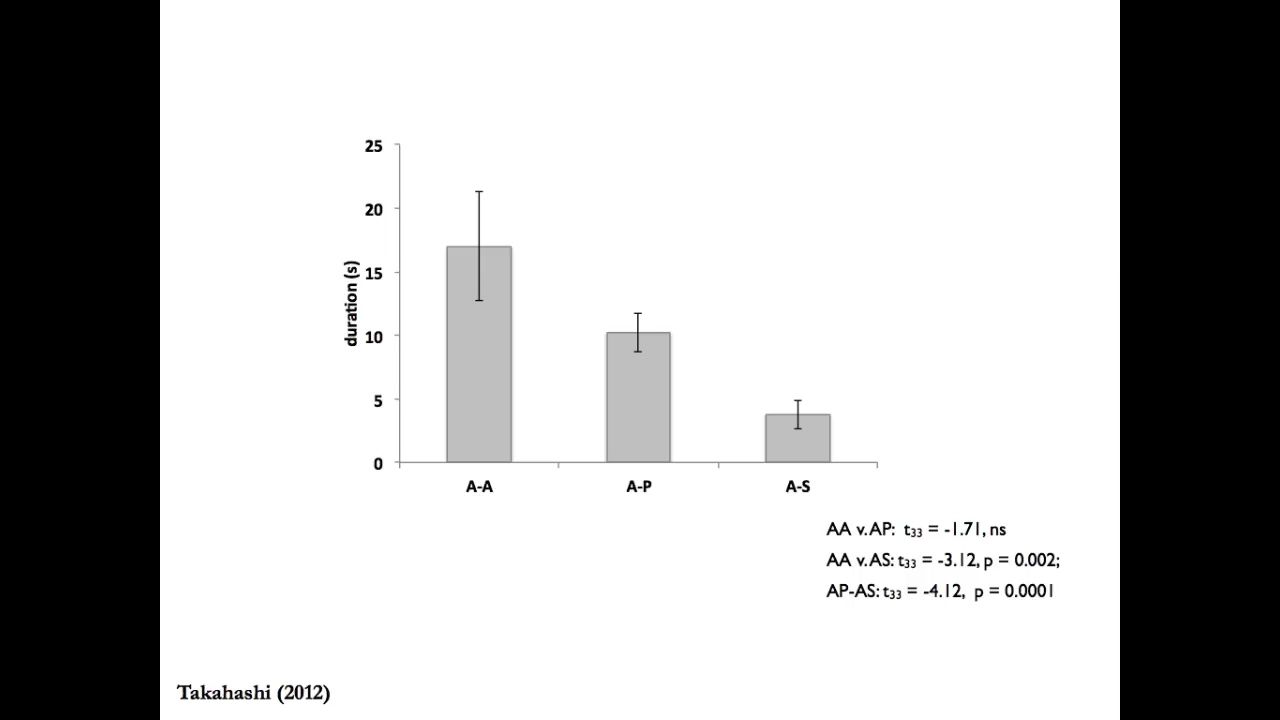 25
20
15
10
5
0
duration (s)
A-A
A-P
A-S
AA v. AP: t33 = -1.71, ns
AA v. AS: t33 = -3.12, p = 0.002;
AP-AS: t33 = -4.12, p = 0.0001
Takahashi (2012)